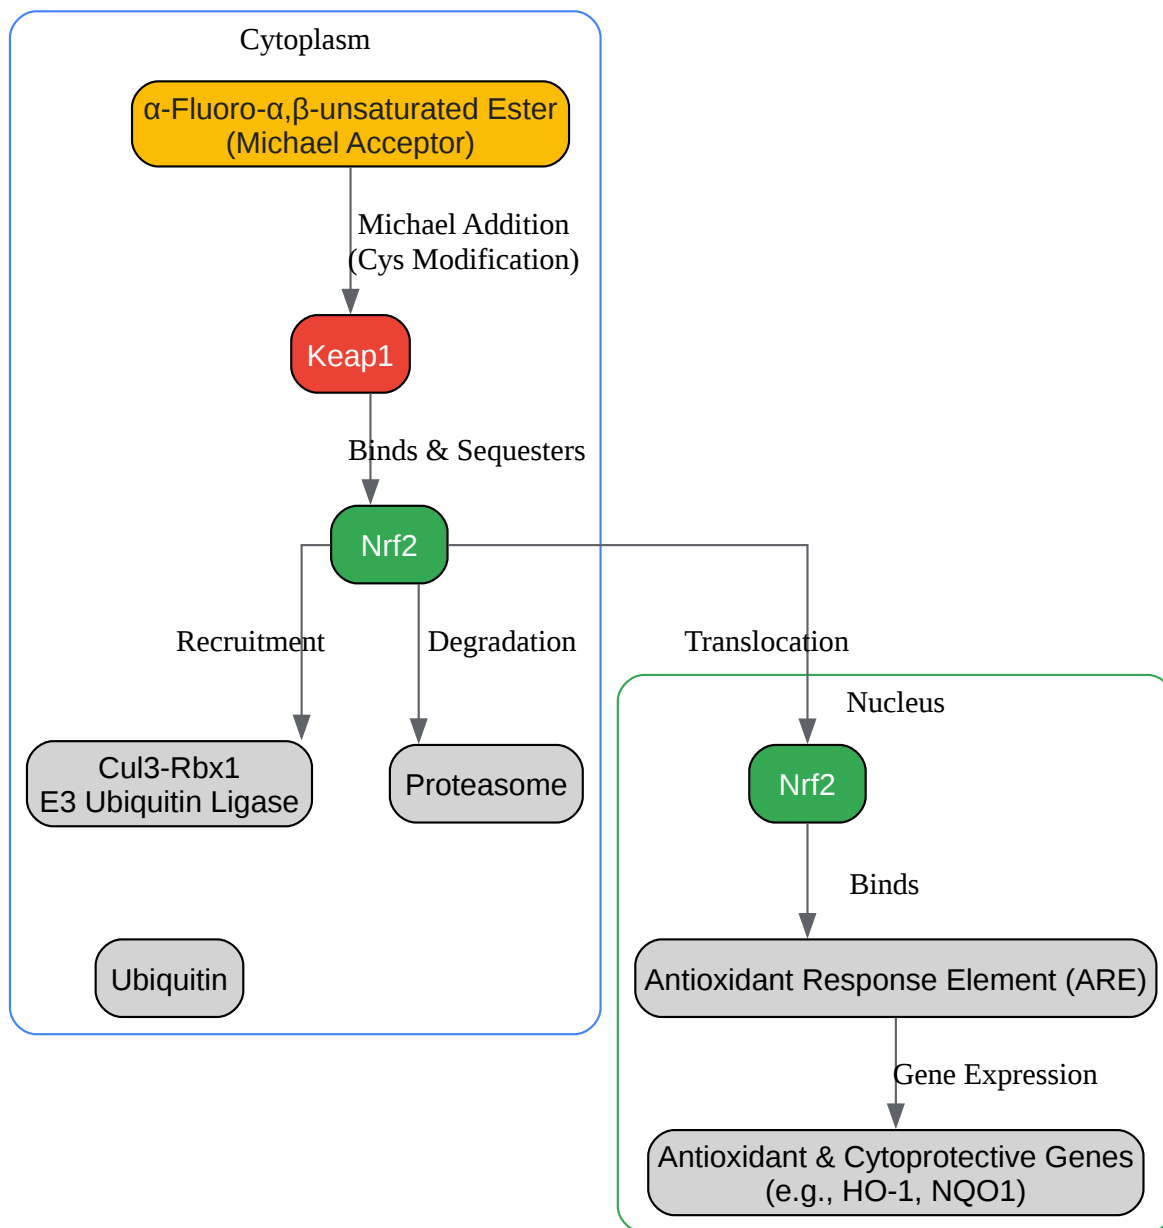 Cytoplasm
α-Fluoro-α,β-unsaturated Ester
(Michael Acceptor)
Michael Addition
(Cys Modification)
Keap1
Binds & Sequesters
Nrf2
Recruitment
Degradation
Translocation
Nucleus
Cul3-Rbx1
E3 Ubiquitin Ligase
Proteasome
Nrf2
Binds
Ubiquitin
Antioxidant Response Element (ARE)
Gene Expression
Antioxidant & Cytoprotective Genes
(e.g., HO-1, NQO1)